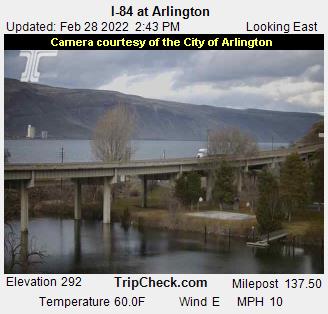 I-84 at Arlington
Updated: Feb 28 2022 2:43 PM Looking East
Camera courtesy of the City of Arlington
Elevation 292 TripCheck.com Milepost 137.50
Temperature 60.0F Wind E MPH 10